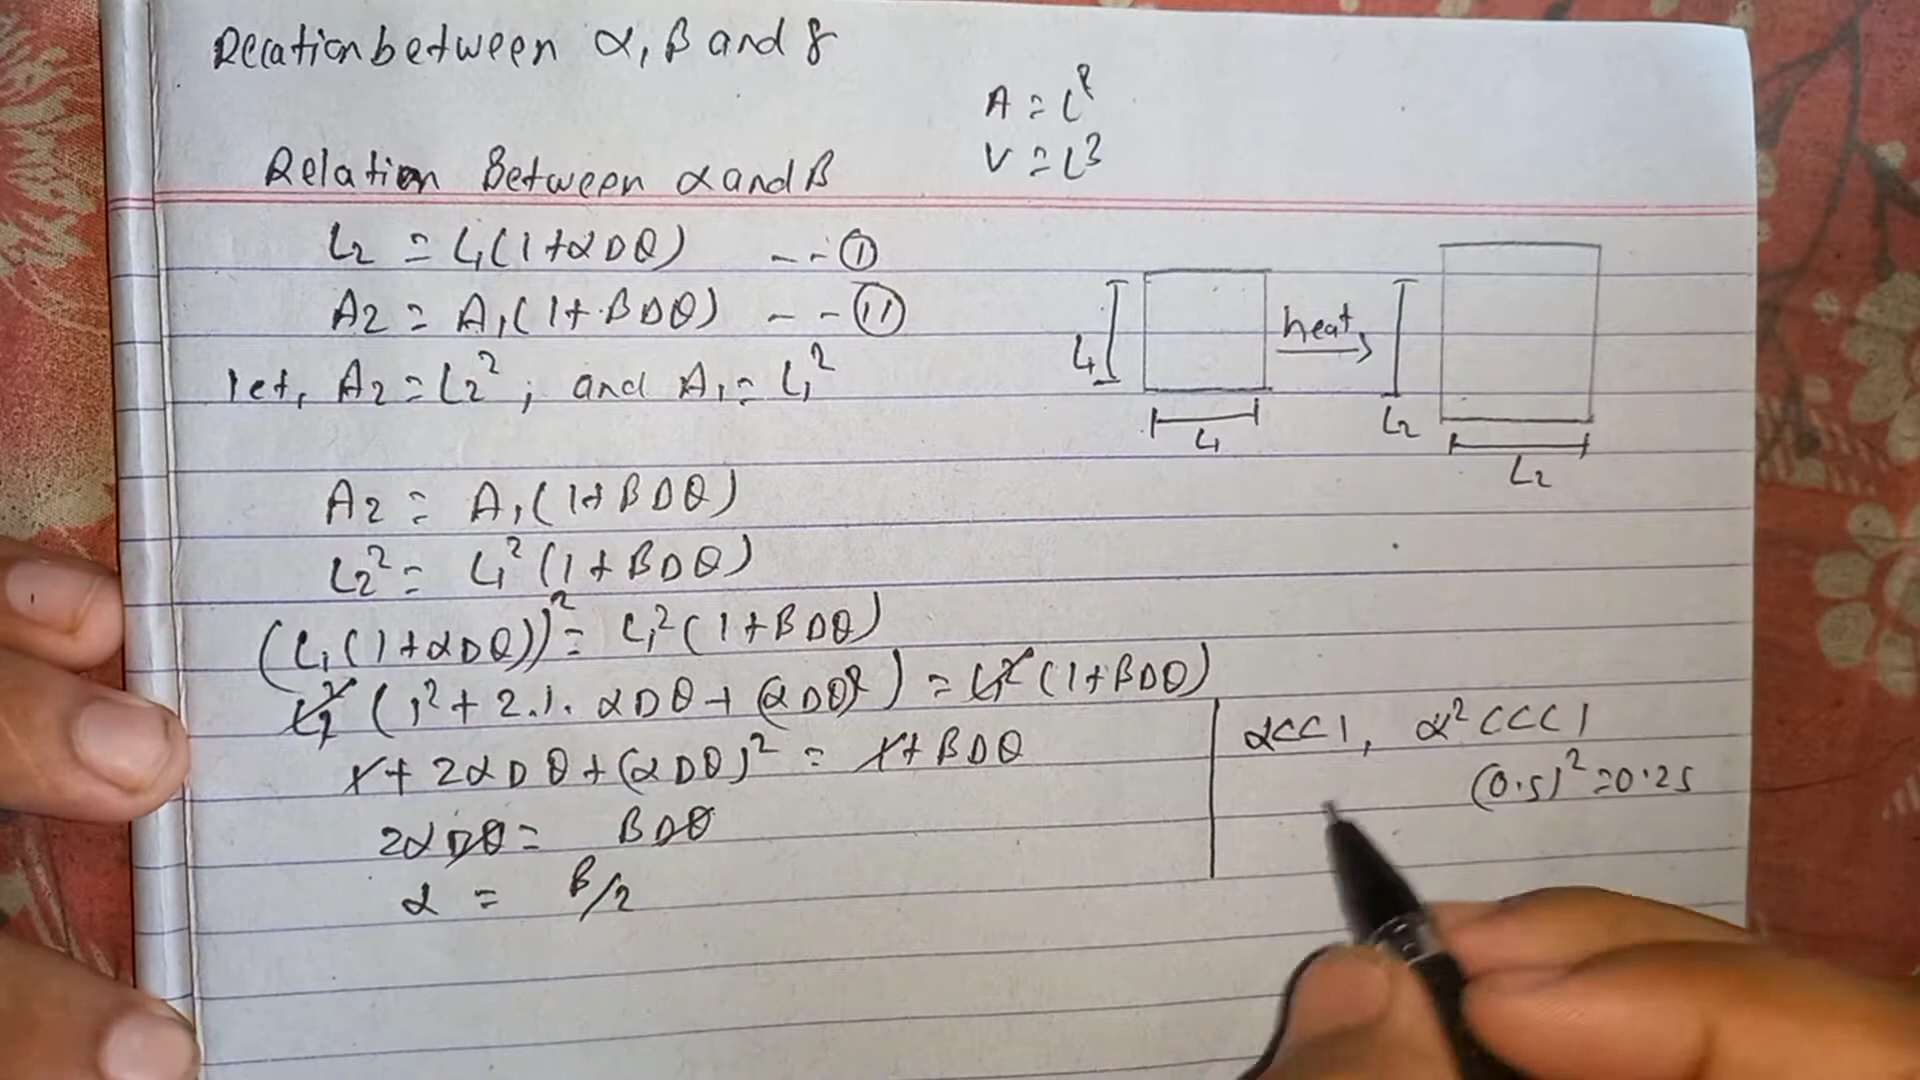 Relation between α, β and γ
A = L²
V = L³
Relation Between α and β
L₂ = L₁(1+αΔθ) --- ①
A₂ = A₁(1+βΔθ) --- ⑪
let, A₂ = L₂² ; and A₁ = L₁²
L₁
L₁
heat
L₂
L₂
A₂ = A₁(1+βΔθ)
L₂² = L₁²(1+βΔθ)
(L₁(1+αΔθ))² = L₁²(1+βΔθ)
L₁²(1²+2.1.αΔθ+(αΔθ)²) = L₁²(1+βΔθ)
1+2αΔθ+(αΔθ)² = 1+βΔθ
2αΔθ = βΔθ
α = β/2
α<<1, α²<<<1
(0.5)² = 0.25